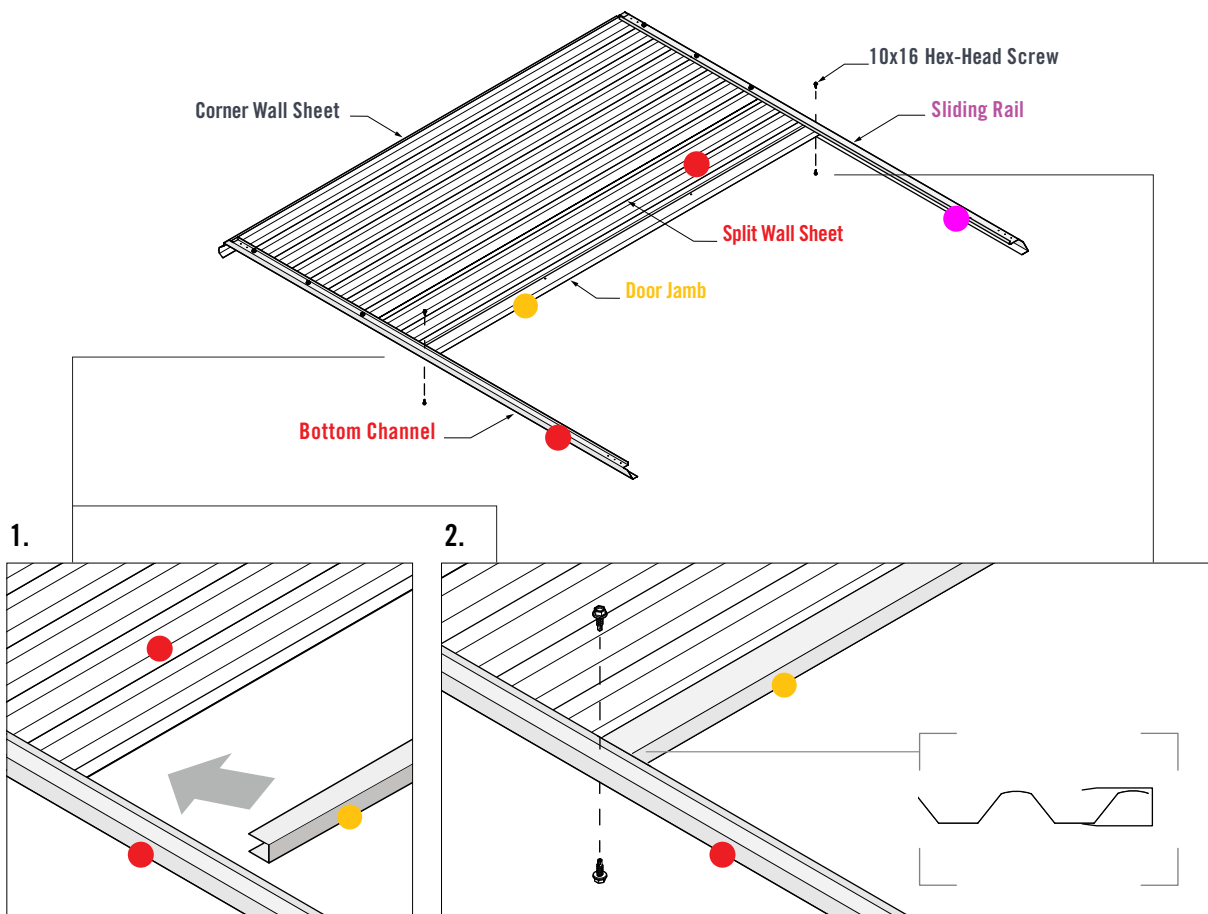 10x16 Hex-Head Screw
Corner Wall Sheet
Sliding Rail
Split Wall Sheet
Door Jamb
Bottom Channel
1.
2.